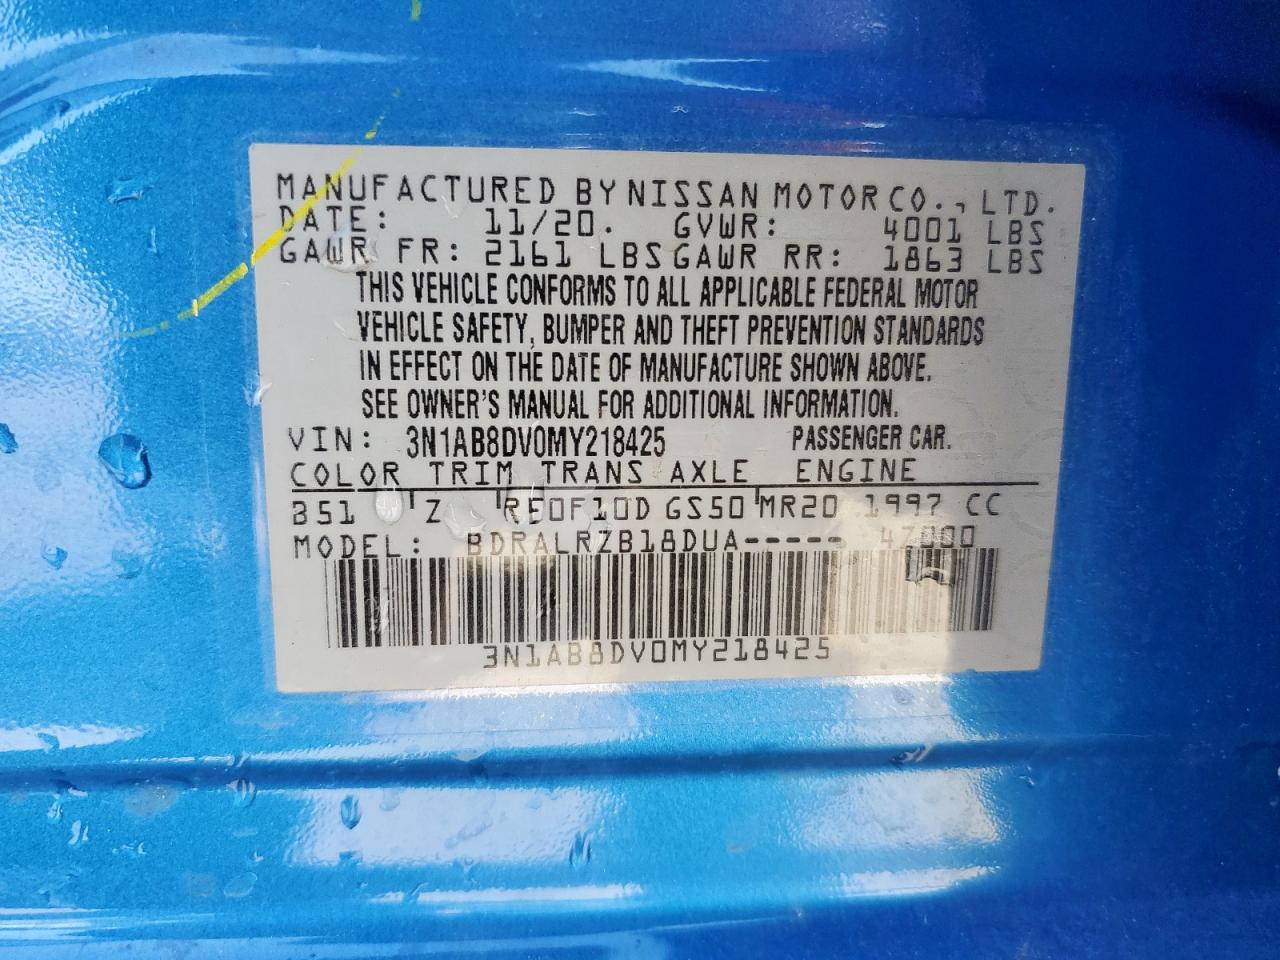 MANUFACTURED BY NISSAN MOTOR CO., LTD.
DATE: 11/20. GVWR: 4001 LBS
GAWR FR: 2161 LBS GAWR RR: 1863 LBS
THIS VEHICLE CONFORMS TO ALL APPLICABLE FEDERAL MOTOR
VEHICLE SAFETY, BUMPER AND THEFT PREVENTION STANDARDS
IN EFFECT ON THE DATE OF MANUFACTURE SHOWN ABOVE.
SEE OWNER'S MANUAL FOR ADDITIONAL INFORMATION.
VIN: 3N1AB8DV0MY218425 PASSENGER CAR.
COLOR TRIM TRANS AXLE ENGINE
B51 Z RE0F10D GS50 MR20 1997 CC
MODEL: BDRALRZB18DUA----- 47000
3N1AB8DV0MY218425